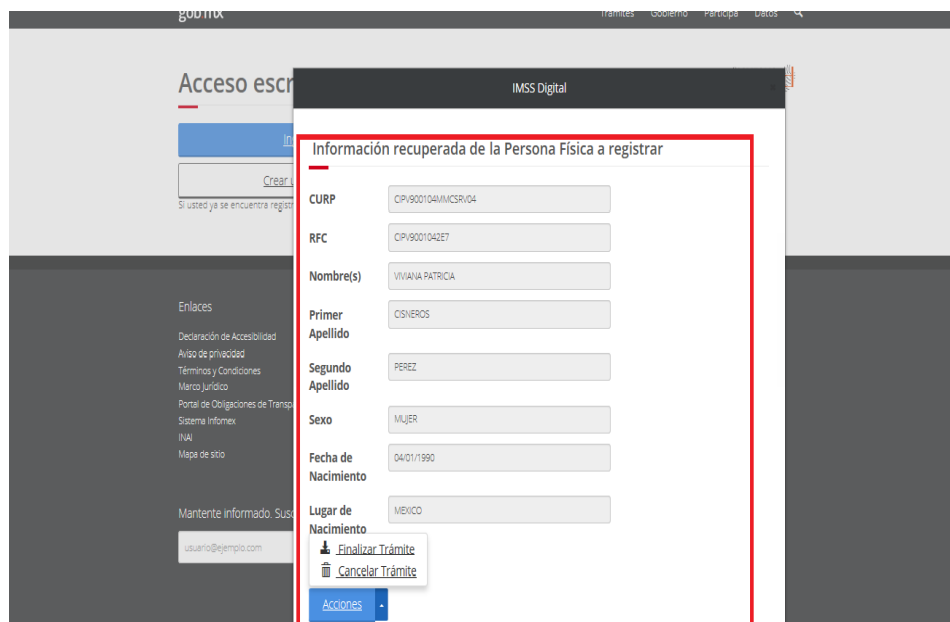 gob mx
Trámites Gobierno Participa Datos
Acceso escr
IMSS Digital
Información recuperada de la Persona Física a registrar
Crear
Si usted ya se encuentra registr
CURP
CIPV900104MMCSRV04
RFC
CIPV9001042E7
Nombre(s)
VIVIANA PATRICIA
Primer
Apellido
CISNEROS
Segundo
Apellido
PEREZ
Sexo
MUJER
Fecha de
Nacimiento
04/01/1990
Lugar de
Nacimiento
MEXICO
Finalizar Trámite
Cancelar Trámite
Acciones
Enlaces
Declaración de Accesibilidad
Aviso de privacidad
Términos y Condiciones
Marco Jurídico
Portal de Obligaciones de Transpa
Sistema Infomex
INAI
Mapa de sitio
Mantente informado. Susc
usuario@ejemplo.com